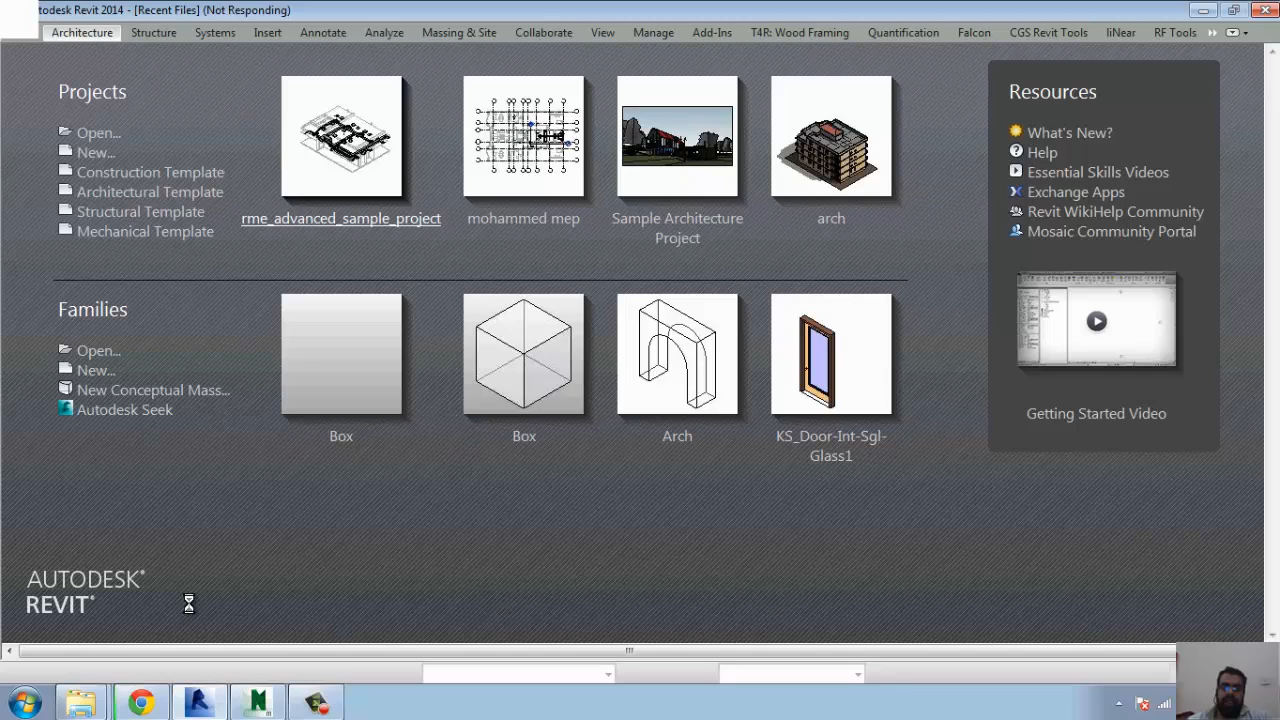 todesk Revit 2014 - [Recent Files] (Not Responding)
Architecture Structure Systems Insert Annotate Analyze Massing & Site Collaborate View Manage Add-Ins T4R: Wood Framing Quantification Falcon CGS Revit Tools liNear RF Tools
Projects
Open...
New...
Construction Template
Architectural Template
Structural Template
Mechanical Template
rme_advanced_sample_project
mohammed mep
Sample Architecture
Project
arch
Families
Open...
New...
New Conceptual Mass...
Autodesk Seek
Box
Box
Arch
KS_Door-Int-Sgl-
Glass1
Resources
What's New?
Help
Essential Skills Videos
Exchange Apps
Revit WikiHelp Community
Mosaic Community Portal
Getting Started Video
AUTODESK®
REVIT®